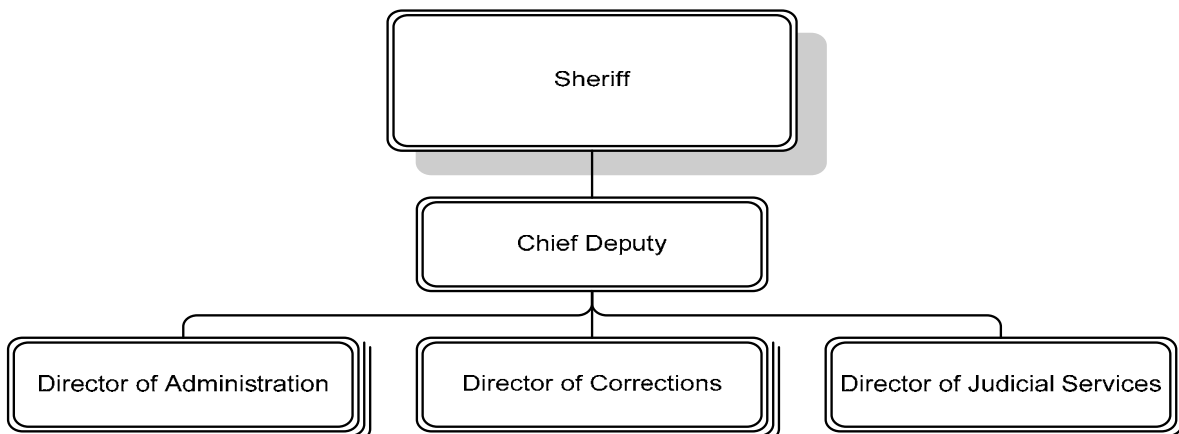 Sheriff
Chief Deputy
Director of Administration
Director of Corrections
Director of Judicial Services